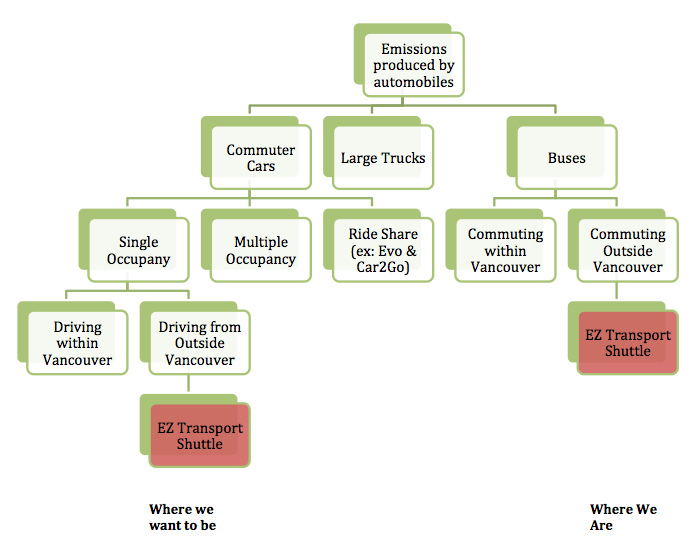 Emissions
produced by
automobiles
Commuter
Cars
Large Trucks
Buses
Single
Occupany
Multiple
Occupancy
Ride Share
(ex: Evo &
Car2Go)
Commuting
within
Vancouver
Commuting
Outside
Vancouver
Driving
within
Vancouver
Driving from
Outside
Vancouver
EZ Transport
Shuttle
EZ Transport
Shuttle
Where we
want to be
Where We
Are